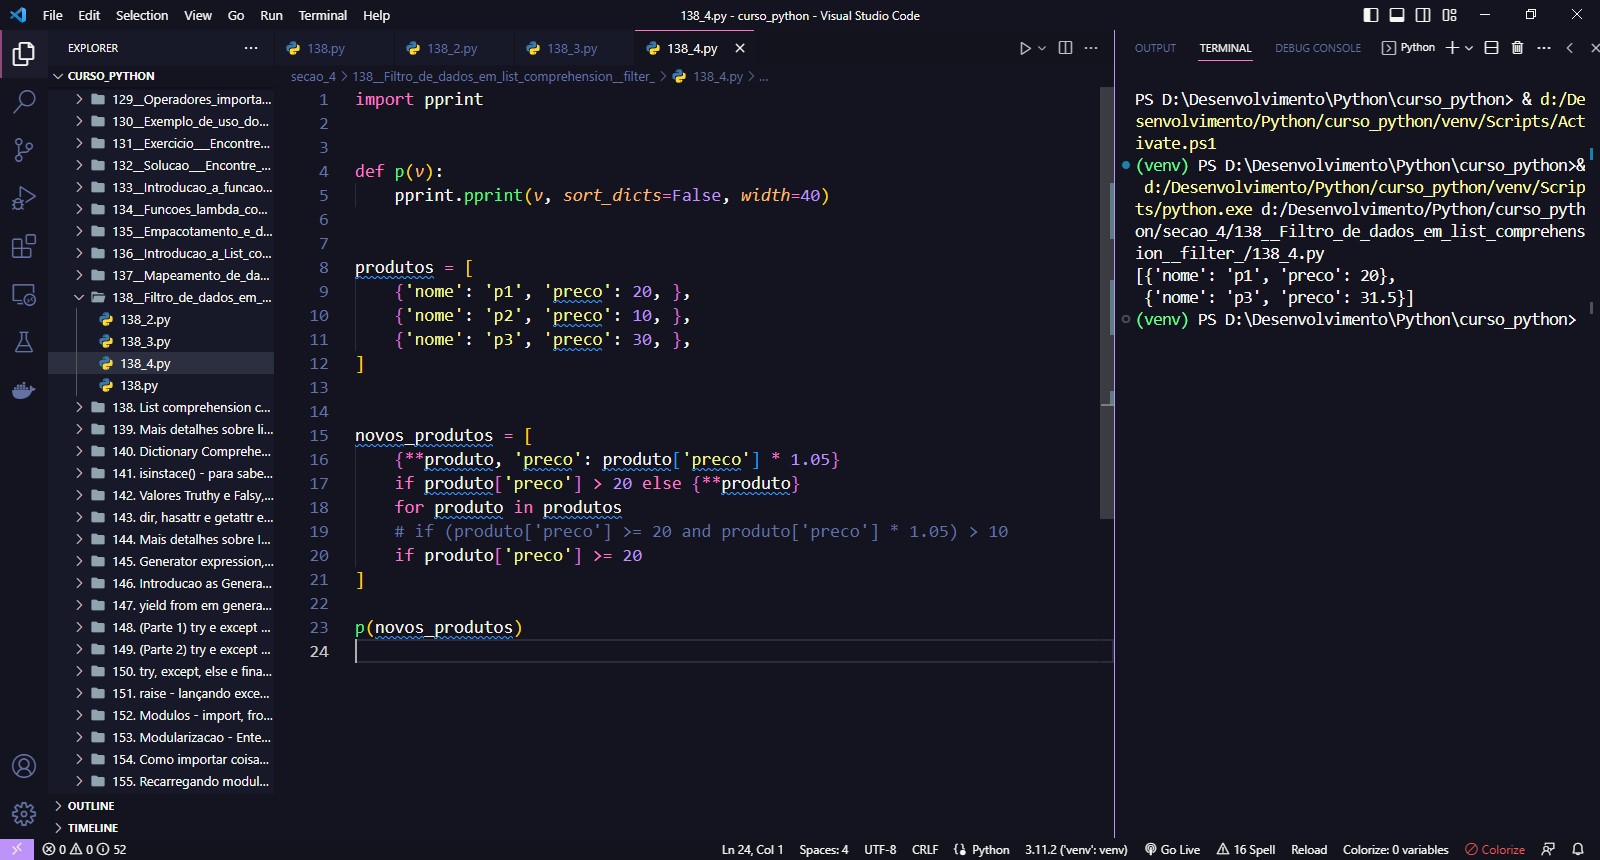 File Edit Selection View Go Run Terminal Help
138_4.py - curso_python - Visual Studio Code
EXPLORER ...
CURSO_PYTHON
129__Operadores_importa...
130__Exemplo_de_uso_do...
131__Exercicio___Encontre...
132__Solucao___Encontre_...
133__Introducao_a_funcao...
134__Funcoes_lambda_co...
135__Empacotamento_e_d...
136__Introducao_a_List_co...
137__Mapeamento_de_da...
138__Filtro_de_dados_em_...
138_2.py
138_3.py
138_4.py
138.py
138. List comprehension c...
139. Mais detalhes sobre li...
140. Dictionary Comprehe...
141. isinstace() - para sabe...
142. Valores Truthy e Falsy,...
143. dir, hasattr e getattr e...
144. Mais detalhes sobre I...
145. Generator expression,...
146. Introducao as Genera...
147. yield from em genera...
148. (Parte 1) try e except ...
149. (Parte 2) try e except ...
150. try, except, else e fina...
151. raise - lançando exce...
152. Modulos - import, fro...
153. Modularizacao - Ente...
154. Como importar coisa...
155. Recarregando modul...
OUTLINE
TIMELINE
138.py 138_2.py 138_3.py 138_4.py
secao_4 > 138__Filtro_de_dados_em_list_comprehension__filter_ > 138_4.py > ...
1 import pprint
2
3
4 def p(v):
5     pprint.pprint(v, sort_dicts=False, width=40)
6
7
8 produtos = [
9     {'nome': 'p1', 'preco': 20, },
10     {'nome': 'p2', 'preco': 10, },
11     {'nome': 'p3', 'preco': 30, },
12 ]
13
14
15 novos_produtos = [
16     {**produto, 'preco': produto['preco'] * 1.05}
17     if produto['preco'] > 20 else {**produto}
18     for produto in produtos
19     # if (produto['preco'] >= 20 and produto['preco'] * 1.05) > 10
20     if produto['preco'] >= 20
21 ]
22
23 p(novos_produtos)
24
OUTPUT TERMINAL DEBUG CONSOLE Python ...
PS D:\Desenvolvimento\Python\curso_python> & d:/De
senvolvimento/Python/curso_python/venv/Scripts/Act
ivate.ps1
(venv) PS D:\Desenvolvimento\Python\curso_python>&
d:/Desenvolvimento/Python/curso_python/venv/Scrip
ts/python.exe d:/Desenvolvimento/Python/curso_pyth
on/secao_4/138__Filtro_de_dados_em_list_comprehens
ion__filter_/138_4.py
[{'nome': 'p1', 'preco': 20},
 {'nome': 'p3', 'preco': 31.5}]
(venv) PS D:\Desenvolvimento\Python\curso_python>
0 0 52 Ln 24, Col 1 Spaces: 4 UTF-8 CRLF Python 3.11.2 ('venv': venv) Go Live 16 Spell Reload Colorize: 0 variables Colorize